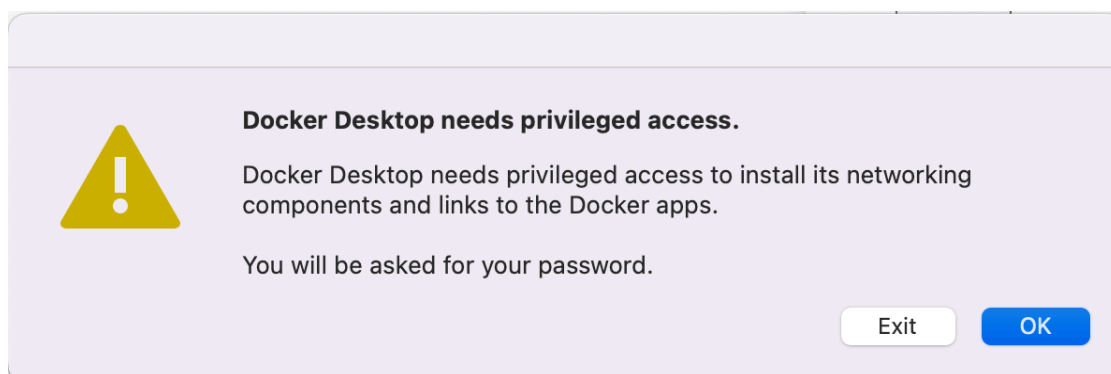 Docker Desktop needs privileged access.
Docker Desktop needs privileged access to install its networking
components and links to the Docker apps.
You will be asked for your password.
Exit
OK